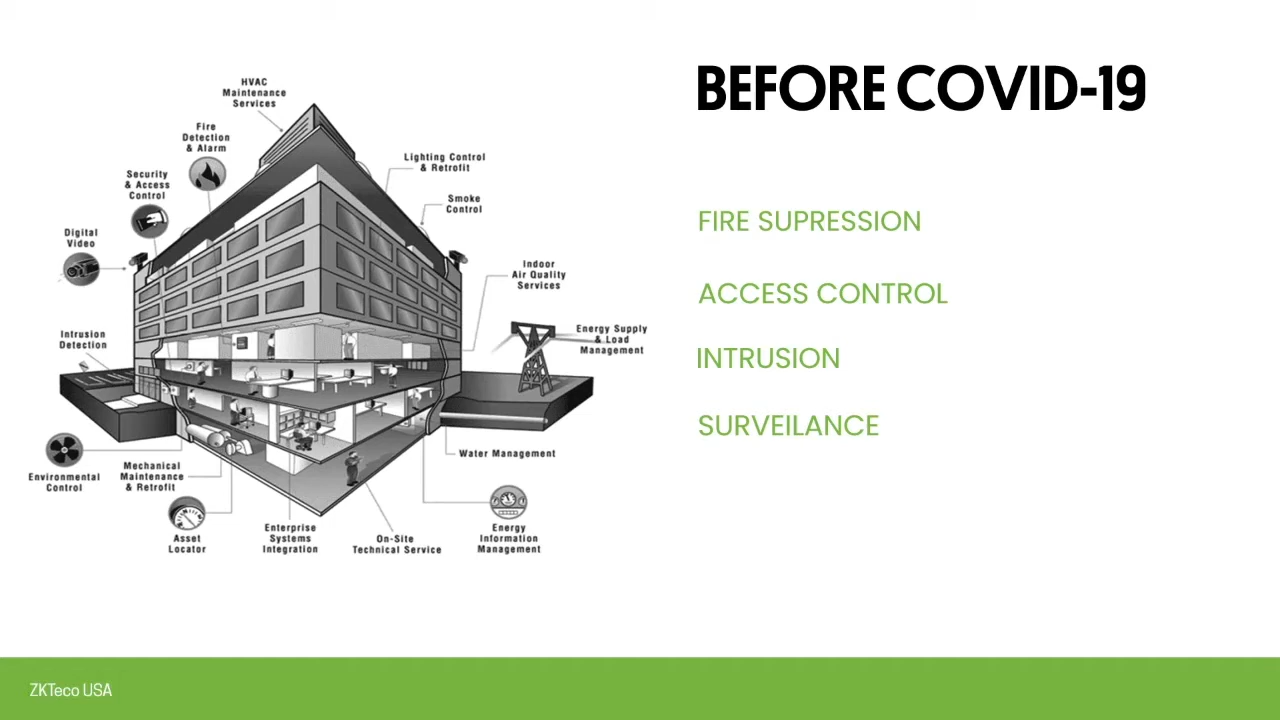 BEFORE COVID-19
HVAC
Maintenance
Services
Fire
Detection
& Alarm
Security
& Access
Control
Digital
Video
Intrusion
Detection
Lighting Control
& Retrofit
Smoke
Control
Indoor
Air Quality
Services
Energy Supply
& Load
Management
Water Management
Environmental
Control
Mechanical
Maintenance
& Retrofit
Asset
Locator
Enterprise
Systems
Integration
On-Site
Technical Service
Energy
Information
Management
FIRE SUPRESSION
ACCESS CONTROL
INTRUSION
SURVEILANCE
ZKTeco USA